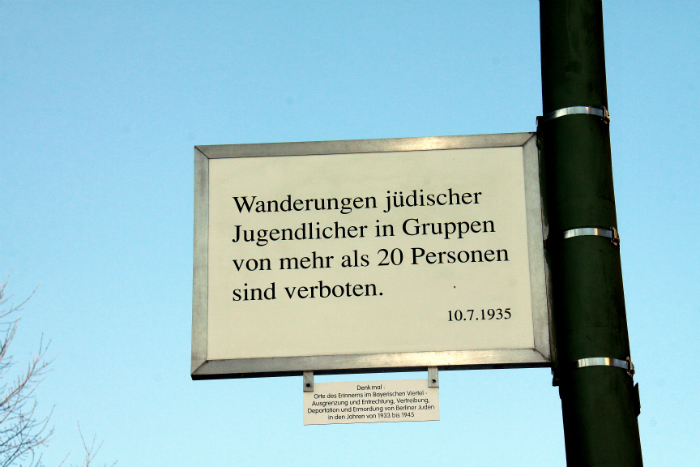 Wanderungen jüdischer
Jugendlicher in Gruppen
von mehr als 20 Personen
sind verboten.
10.7.1935
Denkmal:
Orte des Erinnerns im Bayerischen Viertel -
Ausgrenzung und Entrechtung, Vertreibung,
Deportation und Ermordung von Berliner Juden
in den Jahren von 1933 bis 1945